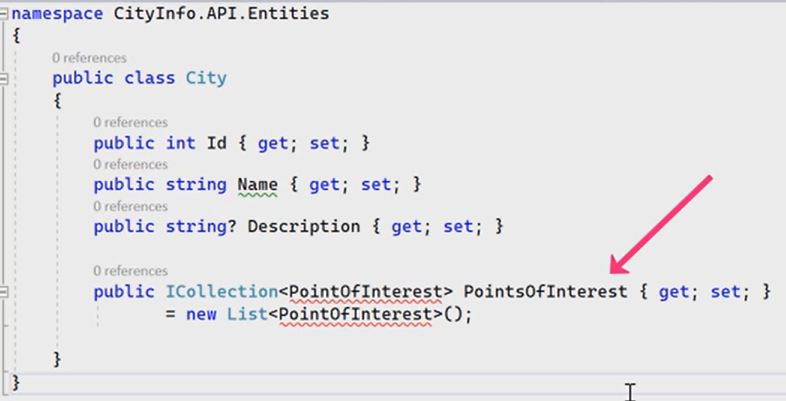 namespace CityInfo.API.Entities
{
0 references
public class City
{
0 references
public int Id { get; set; }
0 references
public string Name { get; set; }
0 references
public string? Description { get; set; }
0 references
public ICollection<PointOfInterest> PointsOfInterest { get; set; }
= new List<PointOfInterest>();
}
}